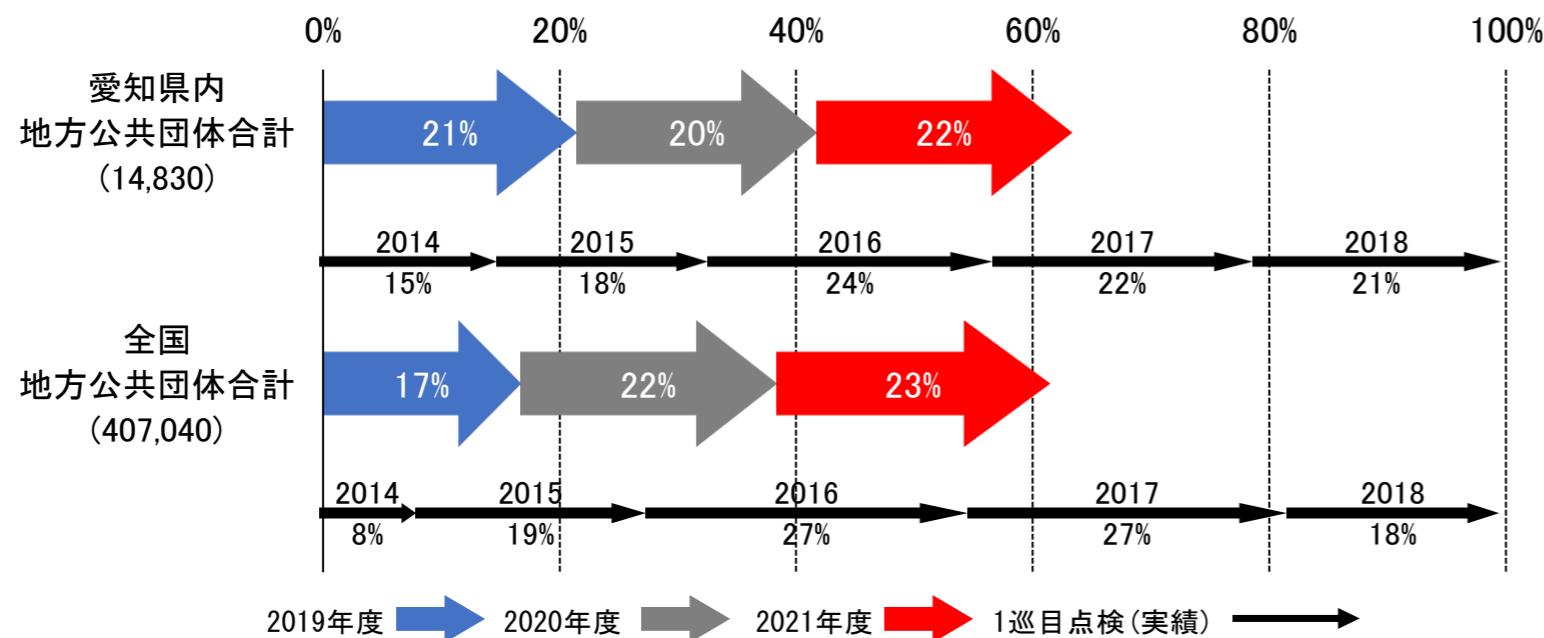 0% 20% 40% 60% 80% 100%
愛知県内
地方公共団体合計
(14,830)
21% 20% 22%
2014 2015 2016 2017 2018
15% 18% 24% 22% 21%
全国
地方公共団体合計
(407,040)
17% 22% 23%
2014 2015 2016 2017 2018
8% 19% 27% 27% 18%
2019年度 2020年度 2021年度 1巡目点検(実績)